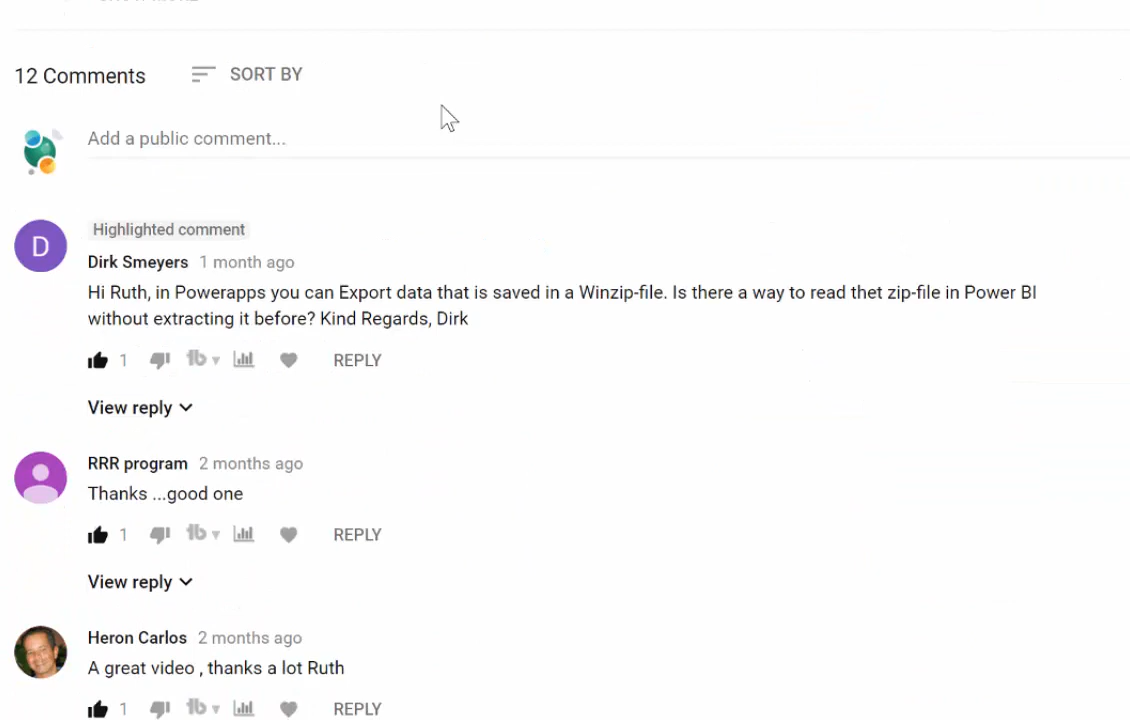 12 Comments
SORT BY
Add a public comment...
Highlighted comment
D
Dirk Smeyers 1 month ago
Hi Ruth, in Powerapps you can Export data that is saved in a Winzip-file. Is there a way to read thet zip-file in Power BI
without extracting it before? Kind Regards, Dirk
1 tb REPLY
View reply
RRR program 2 months ago
Thanks ...good one
1 tb REPLY
View reply
Heron Carlos 2 months ago
A great video , thanks a lot Ruth
1 tb REPLY